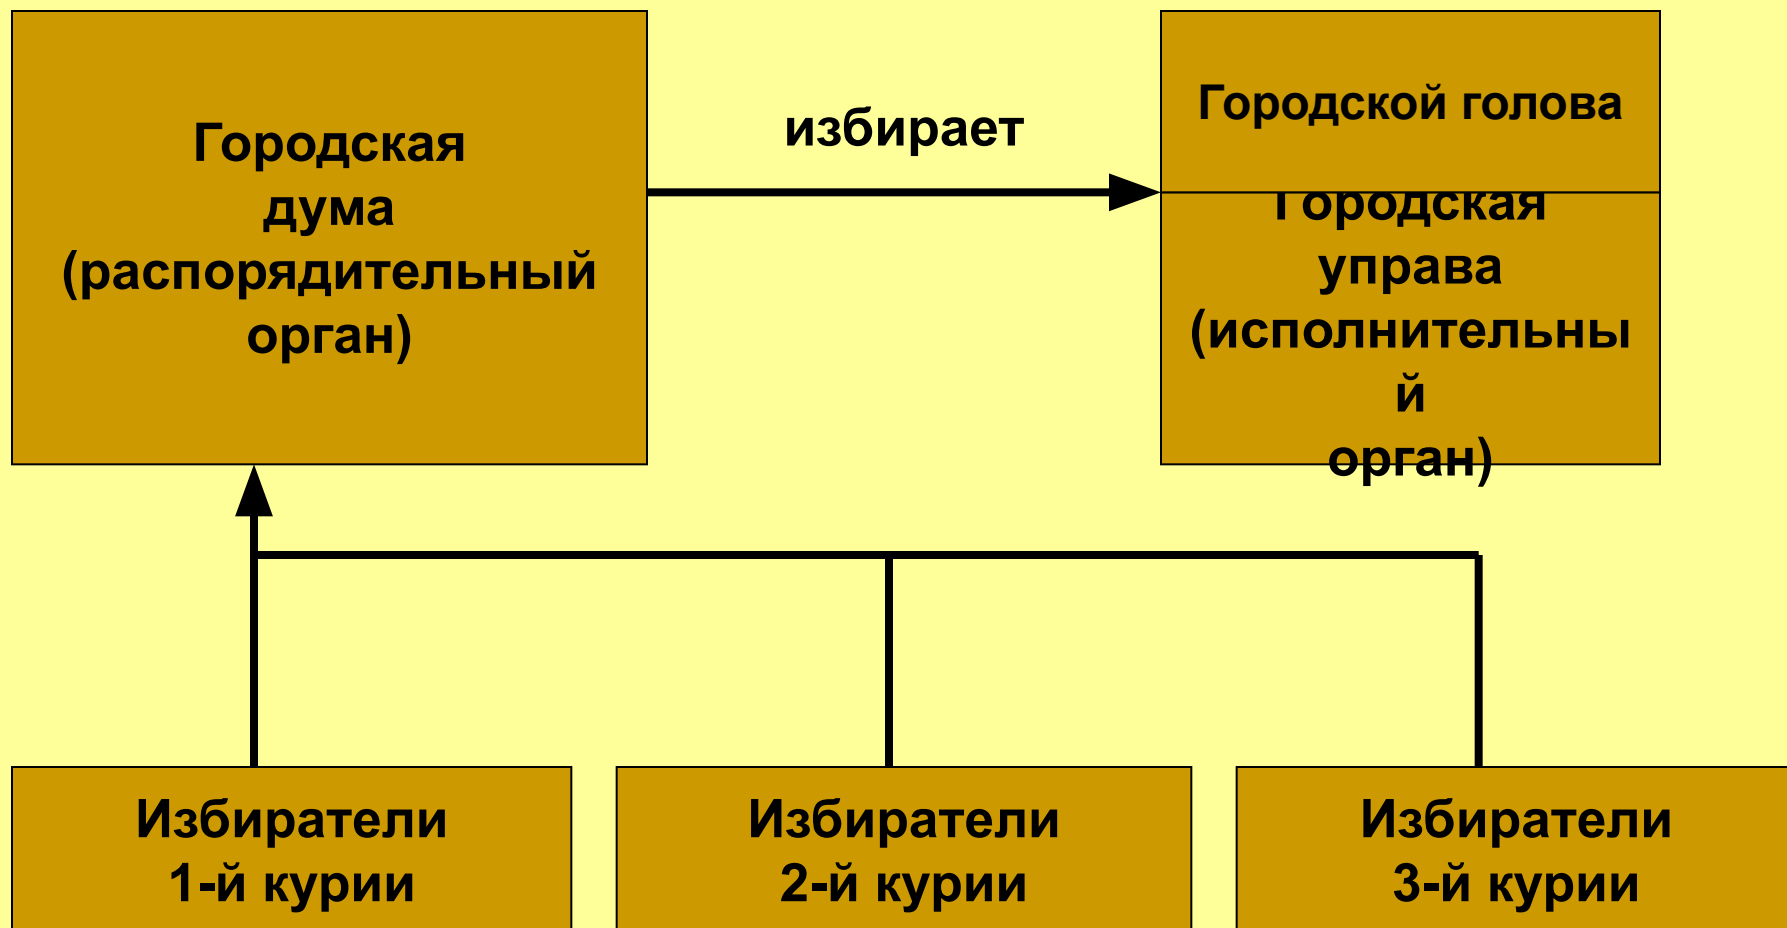 Городская
дума
(распорядительный
орган)
избирает
Городской голова
Городская
управа
(исполнительны
й
орган)
Избиратели
1-й курии
Избиратели
2-й курии
Избиратели
3-й курии